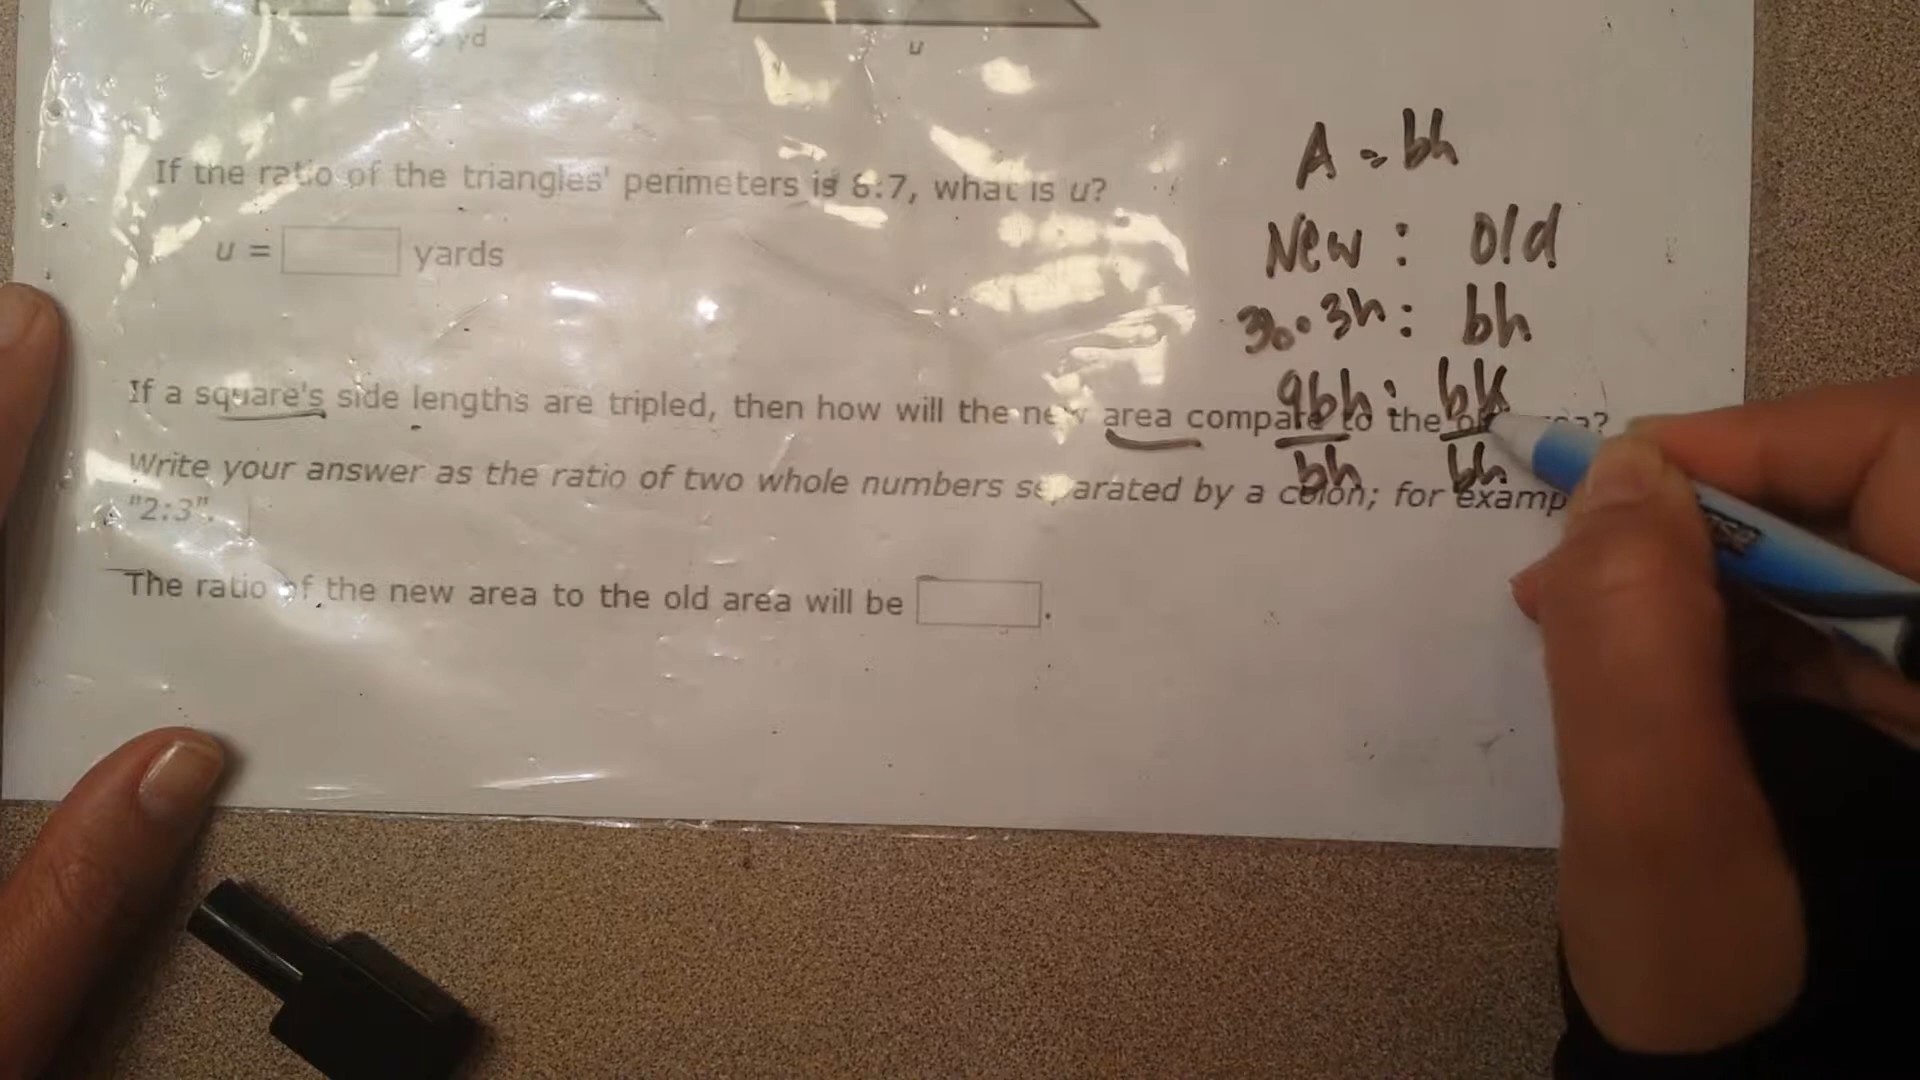 yd
u
If the ratio of the triangles' perimeters is 8:7, what is u?
u = yards
A = bh
New : Old
3b • 3h : bh
9bh : bh
bh bh
If a square's side lengths are tripled, then how will the new area compare to the
Write your answer as the ratio of two whole numbers separated by a colon; for examp
"2:3".
The ratio of the new area to the old area will be .